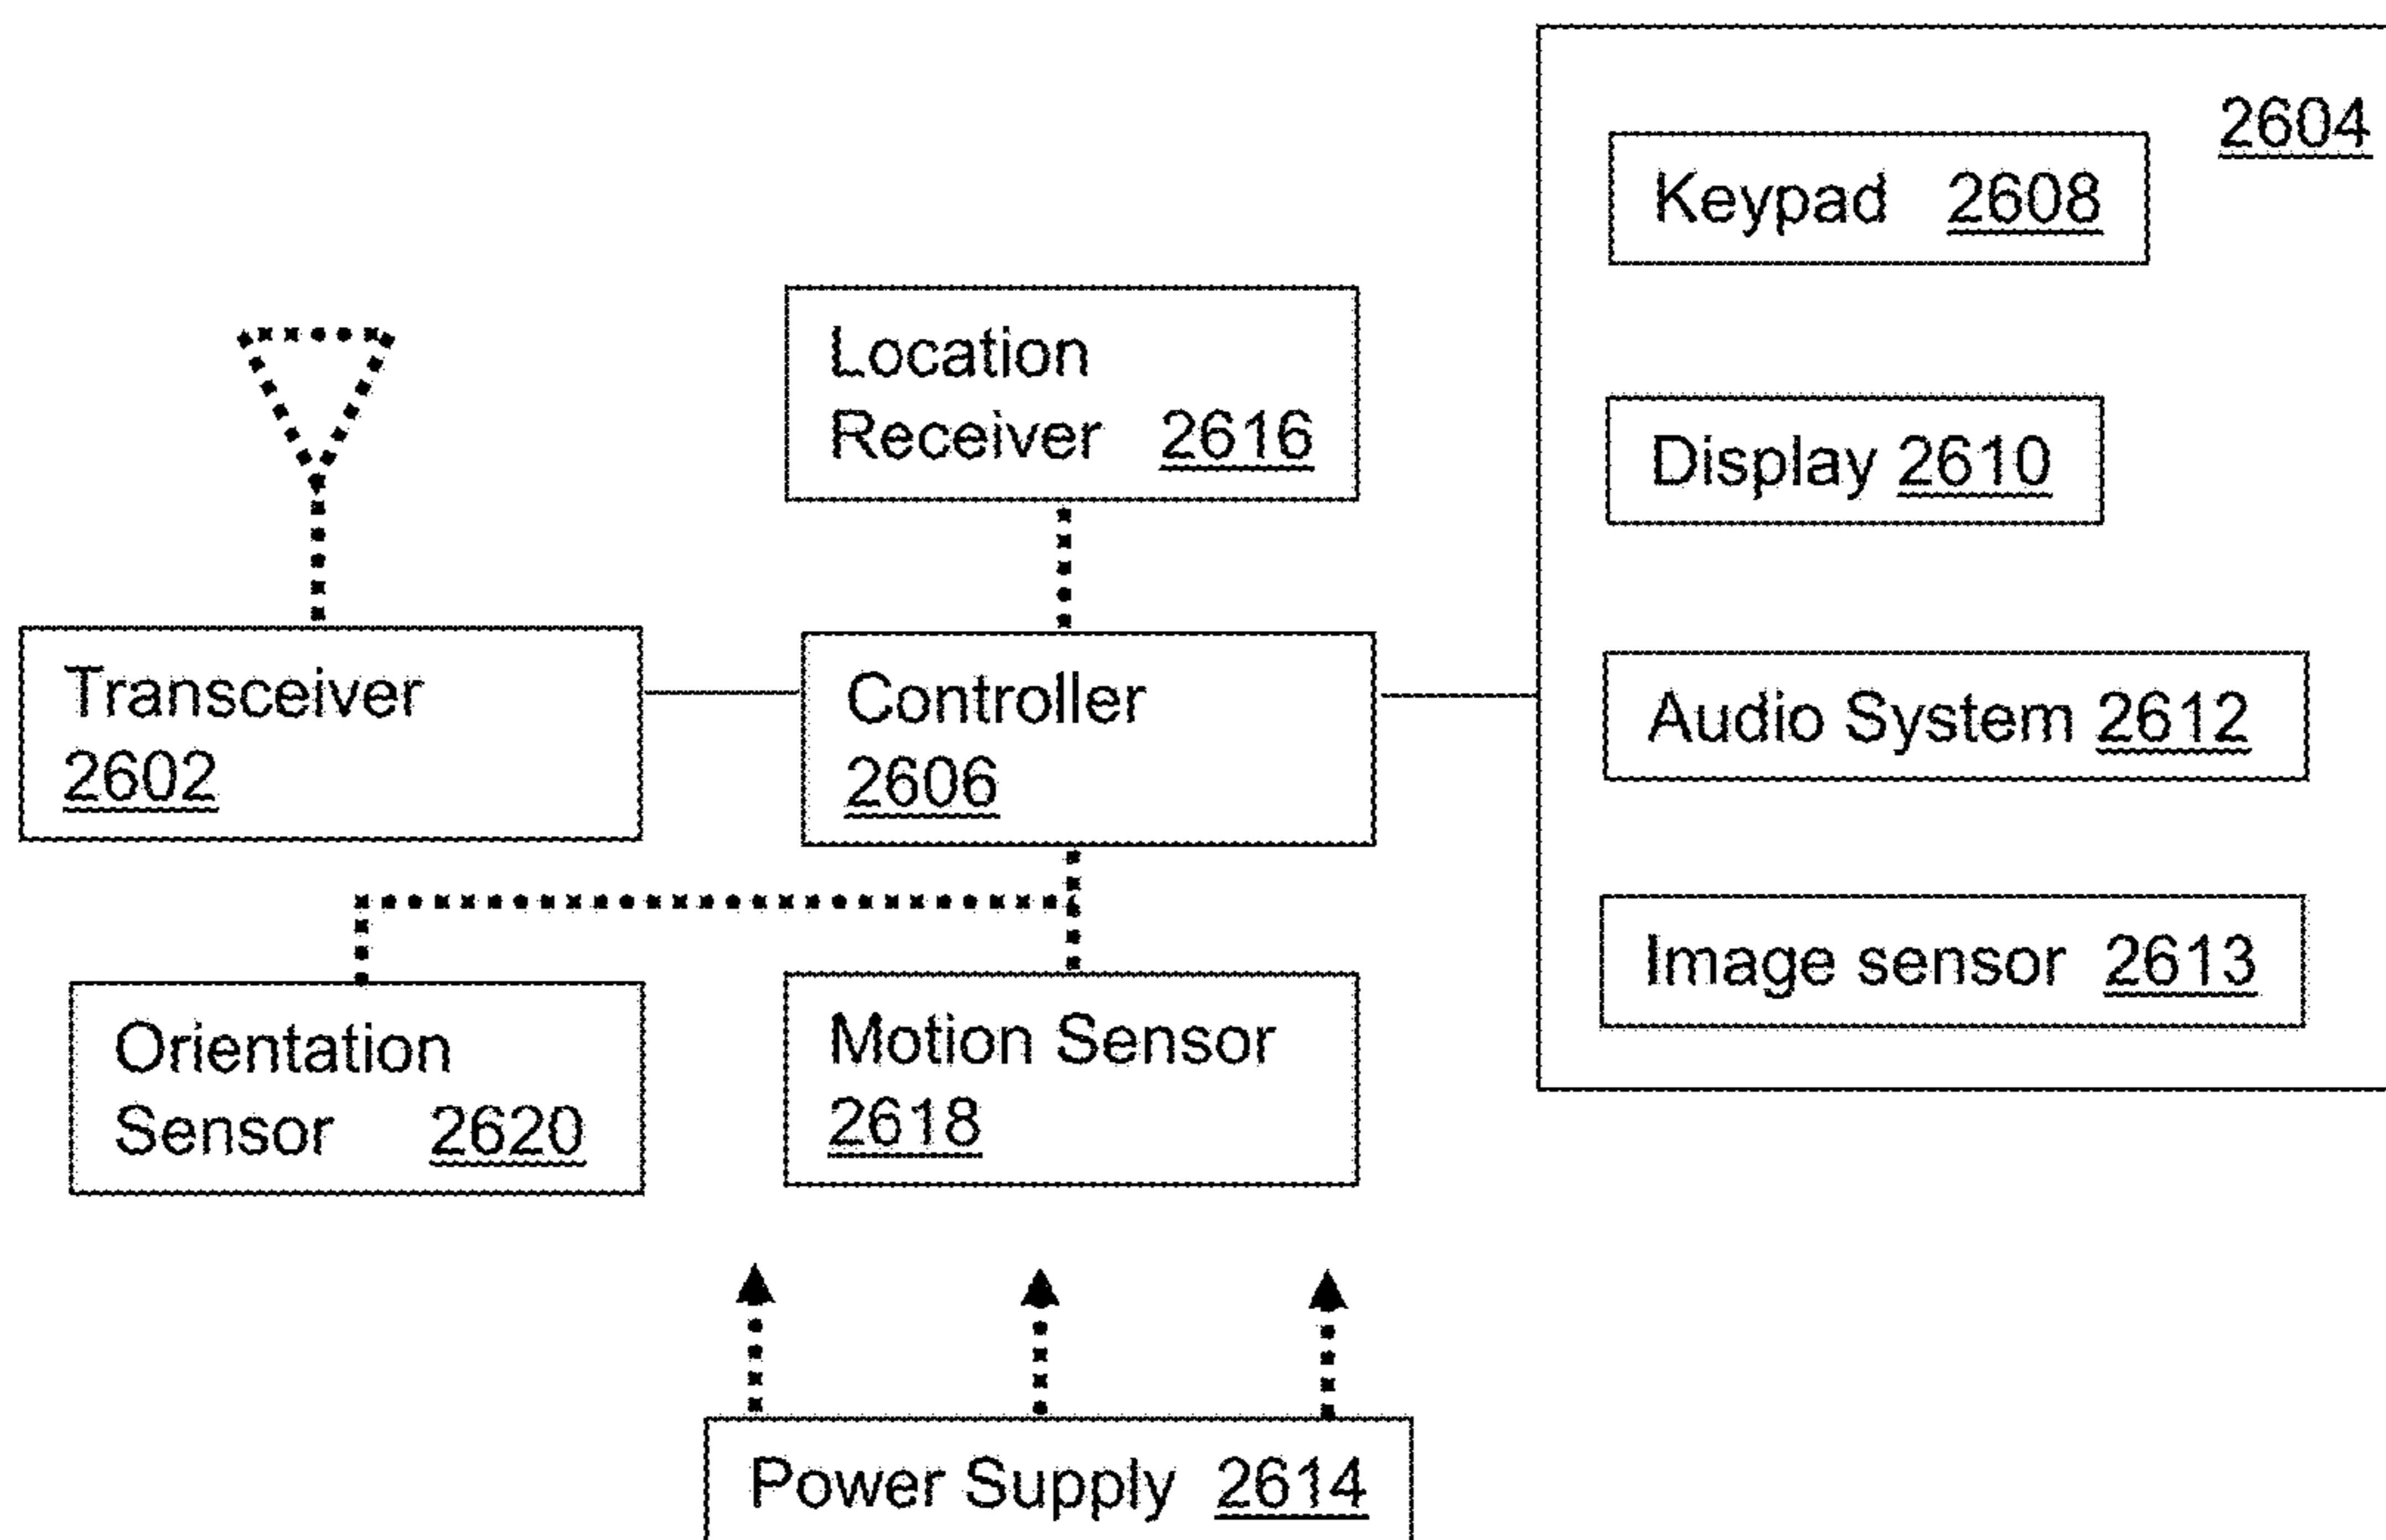 2604
Keypad 2608
Location
Receiver 2616
Display 2610
Transceiver
2602
Controller
2606
Audio System 2612
Image sensor 2613
Orientation
Sensor 2620
Motion Sensor
2618
Power Supply 2614